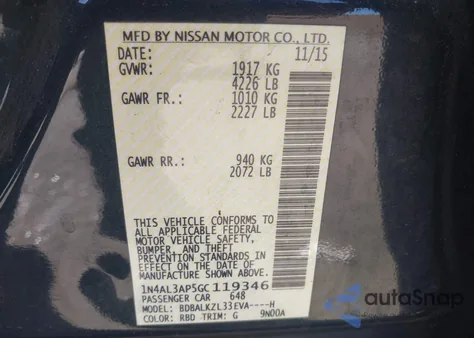 MFD BY NISSAN MOTOR CO., LTD.
DATE: 11/15
GVWR: 1917 KG
4226 LB
GAWR FR.: 1010 KG
2227 LB
GAWR RR.: 940 KG
2072 LB
THIS VEHICLE CONFORMS TO
ALL APPLICABLE FEDERAL
MOTOR VEHICLE SAFETY,
BUMPER, AND THEFT
PREVENTION STANDARDS IN
EFFECT ON THE DATE OF
MANUFACTURE SHOWN ABOVE.
1N4AL3AP5GC119346
PASSENGER CAR 648
MODEL: BDBALKZL33EVA----H
COLOR: RBD TRIM: G 9N00A
autoSnap